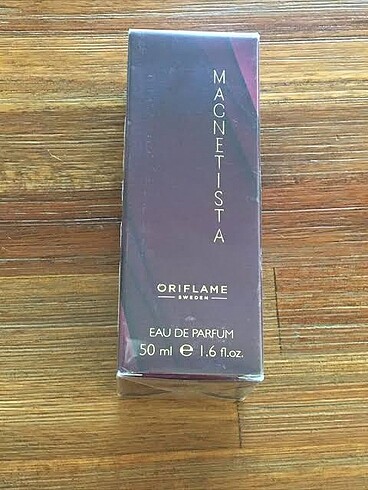 MAGNETISTA
ORIFLAME
SWEDEN
EAU DE PARFUM
50 ml ℮ 1.6 fl.oz.